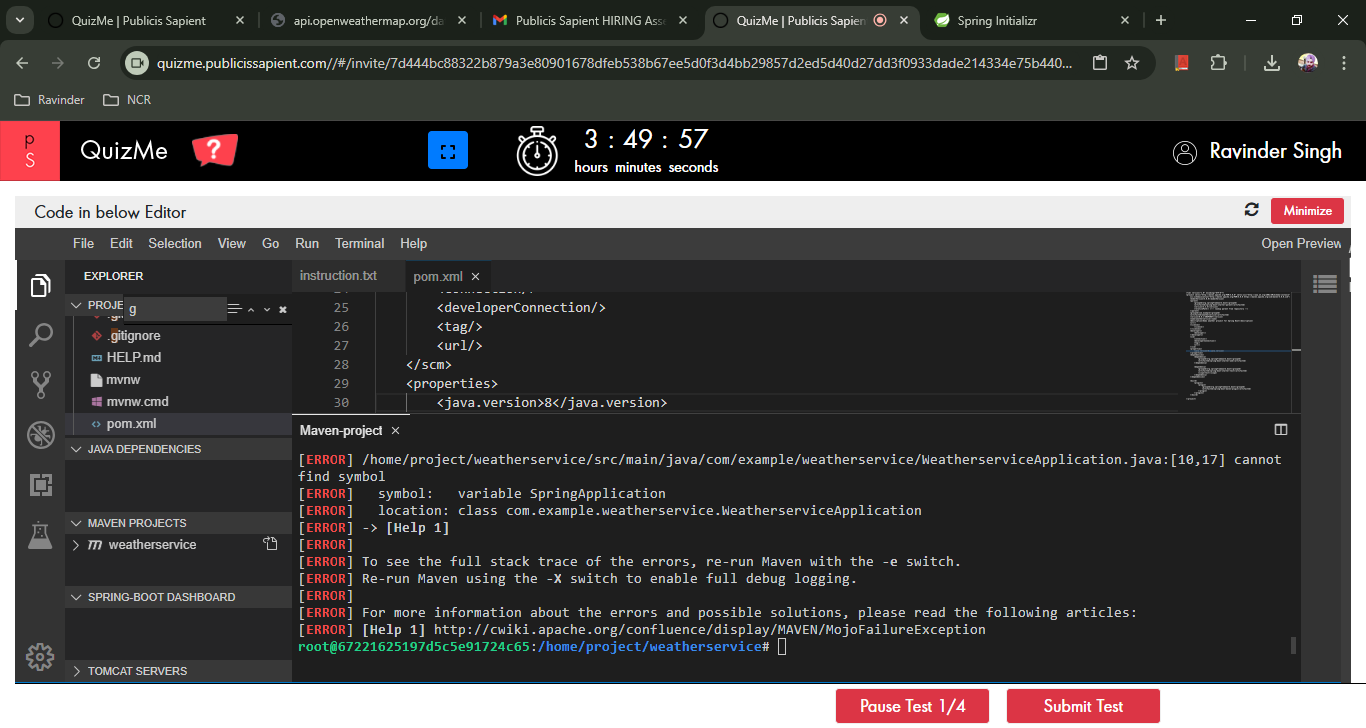 QuizMe | Publicis Sapient
api.openweathermap.org/da
Publicis Sapient HIRING Asse
QuizMe | Publicis Sapien
Spring Initializr
quizme.publicissapient.com//#/invite/7d444bc88322b879a3e80901678dfeb538b67ee5d0f3d4bb29857d2ed5d40d27dd3f0933dade214334e75b440...
Ravinder
NCR
p
S
QuizMe
?
3 : 49 : 57
hours minutes seconds
Ravinder Singh
Code in below Editor
Minimize
File Edit Selection View Go Run Terminal Help
Open Preview
EXPLORER
instruction.txt
pom.xml
PROJE
g
.gitignore
HELP.md
mvnw
mvnw.cmd
pom.xml
JAVA DEPENDENCIES
MAVEN PROJECTS
m weatherservice
SPRING-BOOT DASHBOARD
TOMCAT SERVERS
25 <developerConnection/>
26 <tag/>
27 <url/>
28 </scm>
29 <properties>
30 <java.version>8</java.version>
Maven-project
[ERROR] /home/project/weatherservice/src/main/java/com/example/weatherservice/WeatherserviceApplication.java:[10,17] cannot
find symbol
[ERROR]   symbol:   variable SpringApplication
[ERROR]   location: class com.example.weatherservice.WeatherserviceApplication
[ERROR] -> [Help 1]
[ERROR]
[ERROR] To see the full stack trace of the errors, re-run Maven with the -e switch.
[ERROR] Re-run Maven using the -X switch to enable full debug logging.
[ERROR]
[ERROR] For more information about the errors and possible solutions, please read the following articles:
[ERROR] [Help 1] http://cwiki.apache.org/confluence/display/MAVEN/MojoFailureException
root@67221625197d5c5e91724c65:/home/project/weatherservice#
Pause Test 1/4
Submit Test